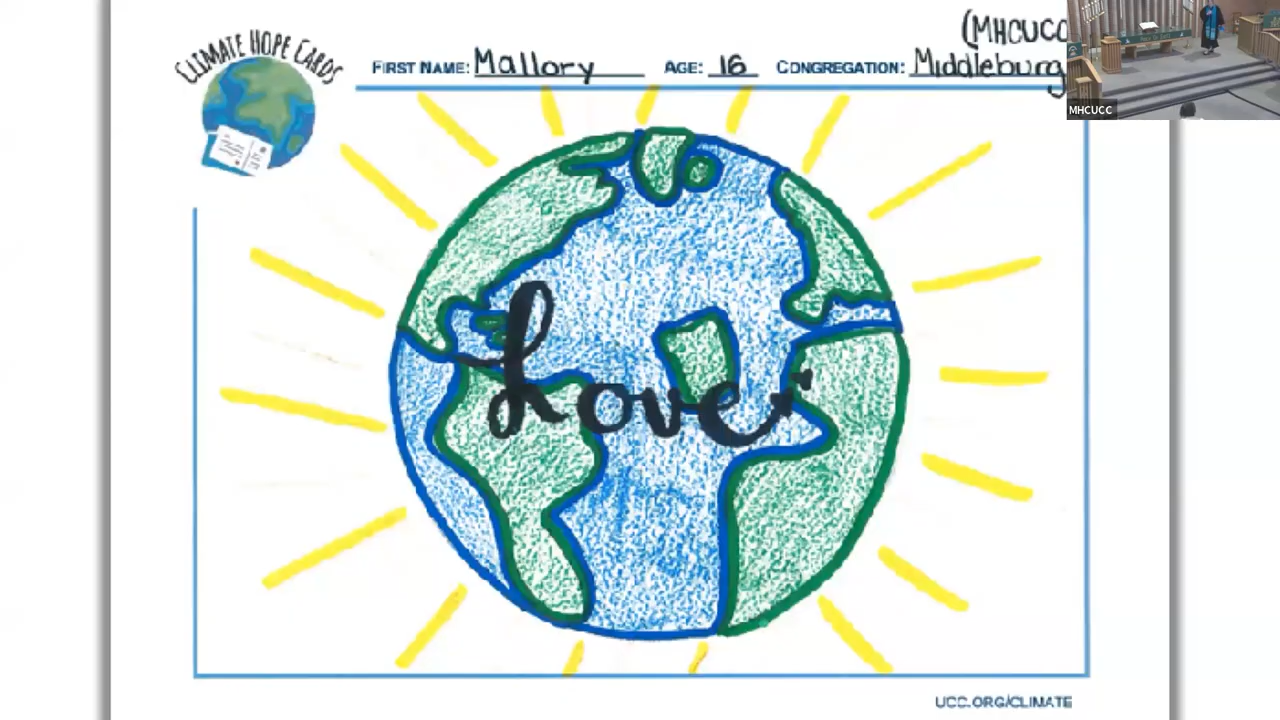 (MHCUCC
CLIMATE HOPE CARDS
FIRST NAME: Mallory AGE: 16 CONGREGATION: Middleburg
MHCUCC
Love
UCC.ORG/CLIMATE